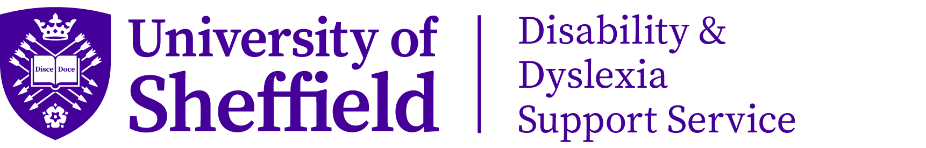 Disce Doce
University of
Sheffield
Disability &
Dyslexia
Support Service